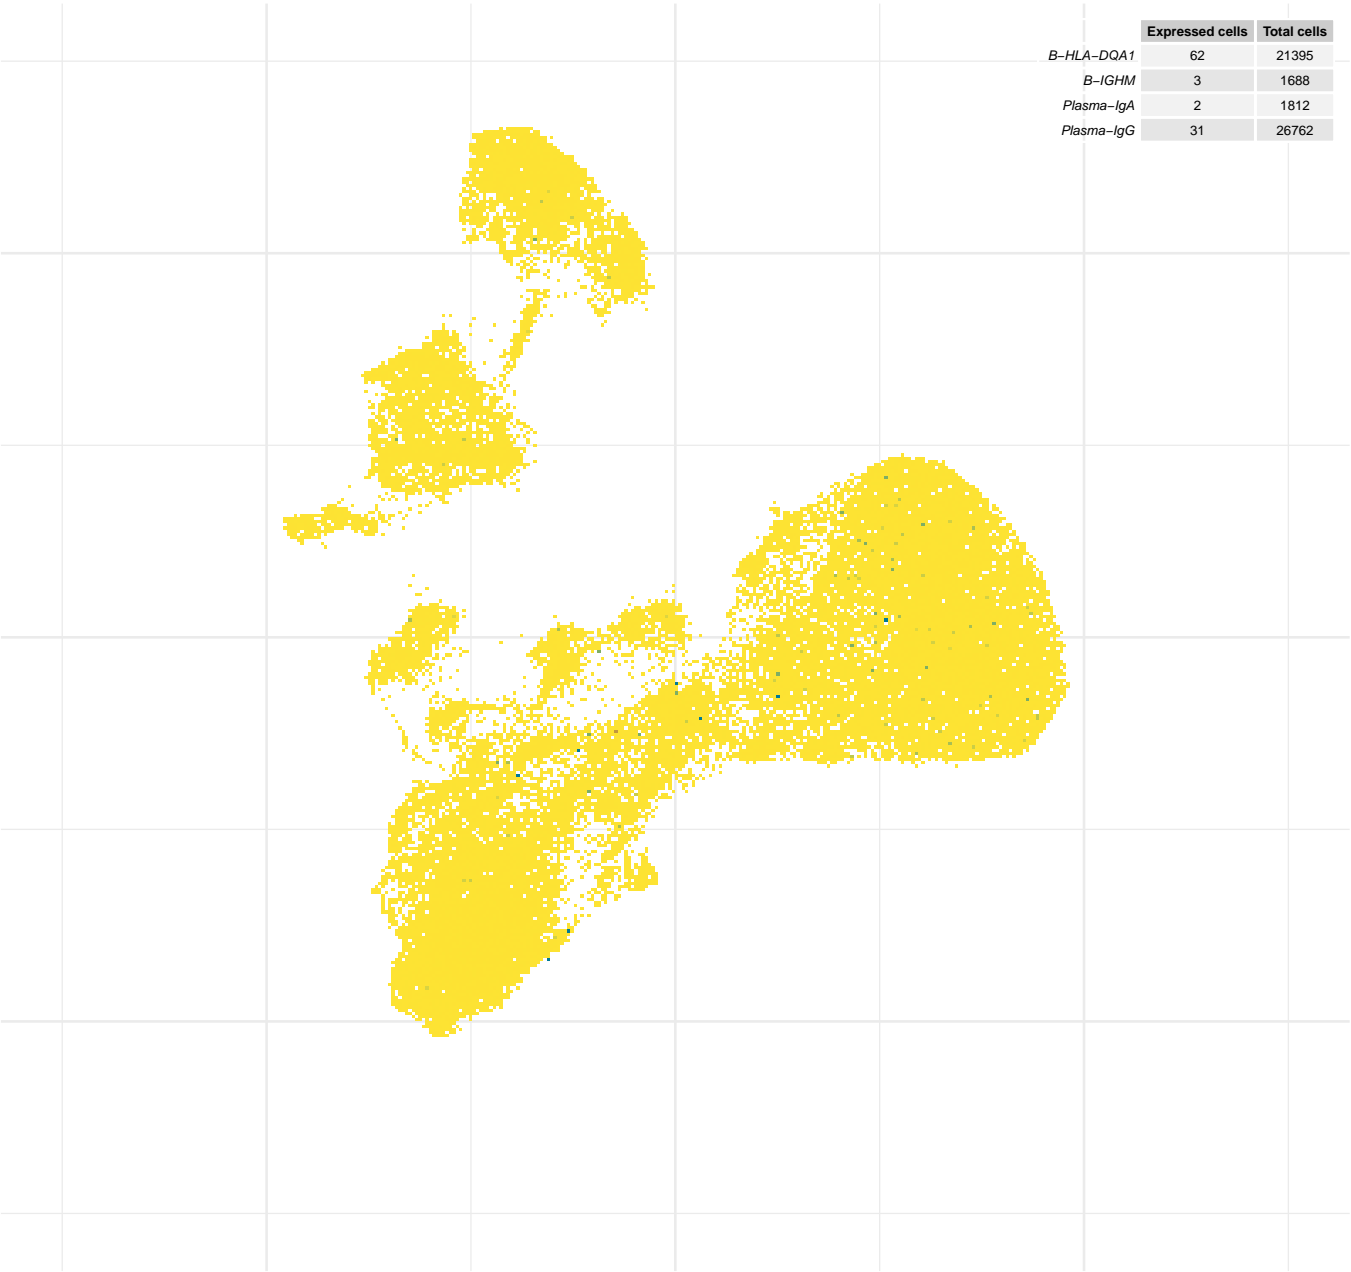 Expressed cells Total cells
B−HLA−DQA1 62 21395
B−IGHM 3 1688
Plasma−IgA 2 1812
Plasma−IgG 31 26762